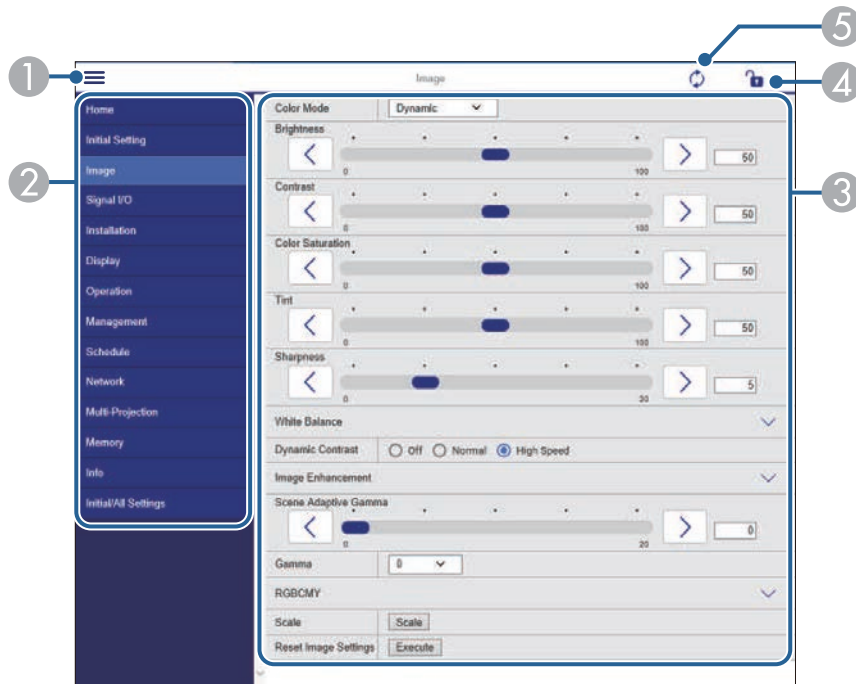 5
1
Image
4
2
3
Home
Initial Setting
Image
Signal I/O
Installation
Display
Operation
Management
Schedule
Network
Multi-Projection
Memory
Info
Initial/All Settings
Color Mode Dynamic
Brightness
50
0 100
Contrast
50
0 100
Color Saturation
50
0 100
Tint
50
0 100
Sharpness
5
0 20
White Balance
Dynamic Contrast Off Normal High Speed
Image Enhancement
Scene Adaptive Gamma
0
0 20
Gamma 0
RGBCMY
Scale Scale
Reset Image Settings Execute